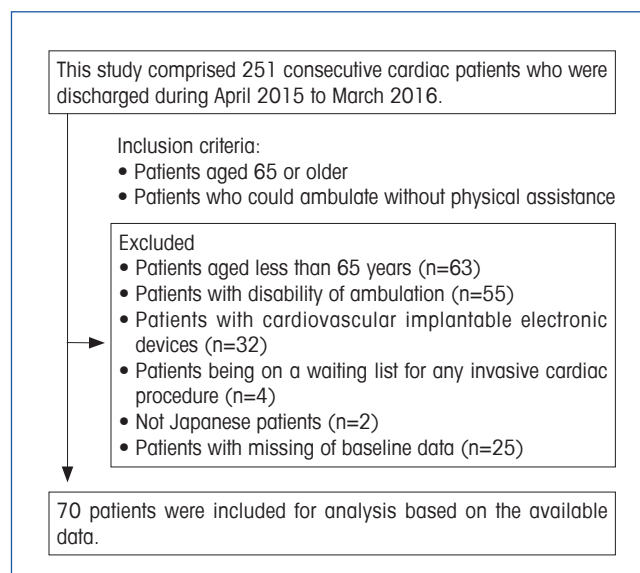 This study comprised 251 consecutive cardiac patients who were
discharged during April 2015 to March 2016.
Inclusion criteria:
• Patients aged 65 or older
• Patients who could ambulate without physical assistance
Excluded
• Patients aged less than 65 years (n=63)
• Patients with disability of ambulation (n=55)
• Patients with cardiovascular implantable electronic
devices (n=32)
• Patients being on a waiting list for any invasive cardiac
procedure (n=4)
• Not Japanese patients (n=2)
• Patients with missing of baseline data (n=25)
70 patients were included for analysis based on the available
data.